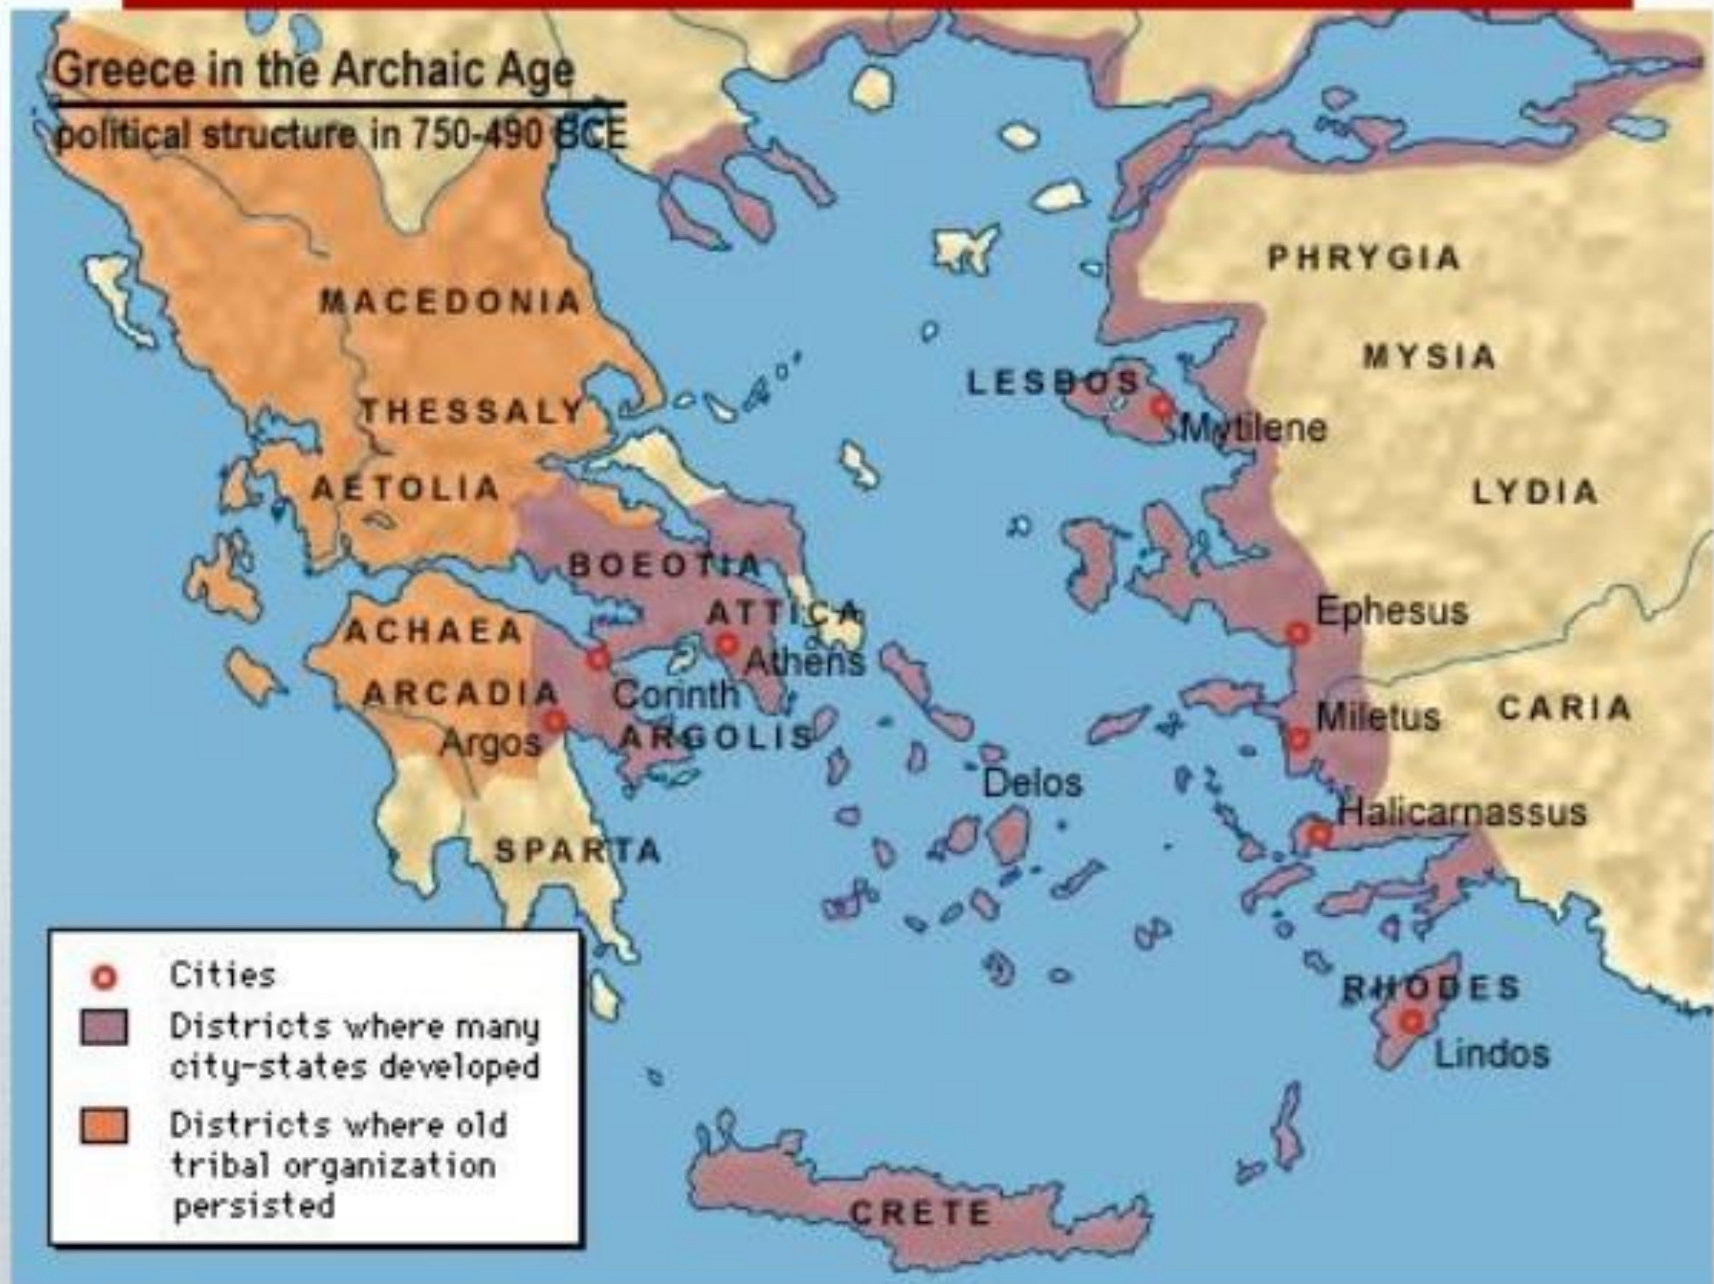 Greece in the Archaic Age
political structure in 750-490 BCE
PHRYGIA
MACEDONIA
MYSIA
LESBOS
THESSALY
Mytilene
AETOLIA
LYDIA
BOEOTIA
ATTICA
Ephesus
ACHAEA
Athens
ARCADIA
Corinth
CARIA
Miletus
Argos
ARGOLIS
Delos
Halicarnassus
SPARTA
Cities
RHODES
Districts where many
city-states developed
Lindos
Districts where old
tribal organization
persisted
CRETE